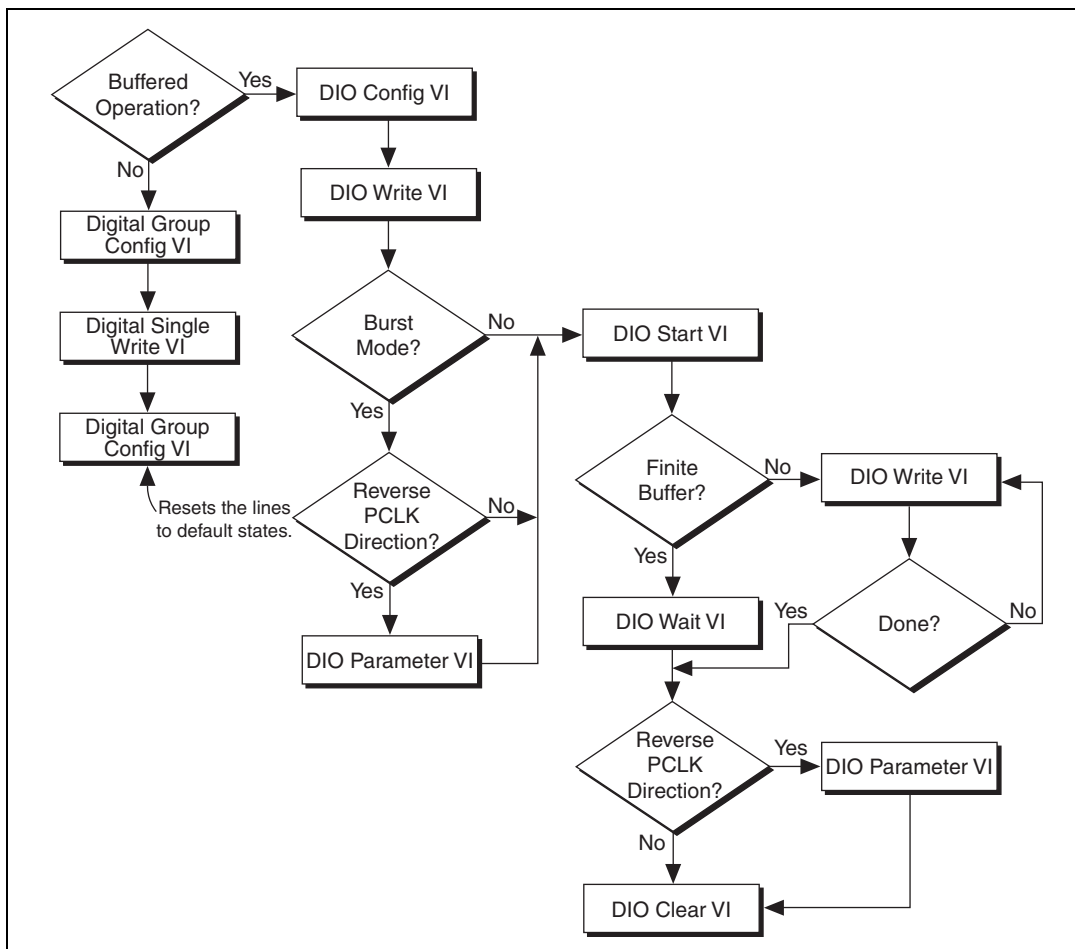 Buffered
Operation?
Yes
No
DIO Config VI
DIO Write VI
Digital Group
Config VI
Digital Single
Write VI
Digital Group
Config VI
Resets the lines
to default states.
Burst
Mode?
No
Yes
Reverse
PCLK
Direction?
No
Yes
DIO Parameter VI
DIO Start VI
Finite
Buffer?
No
Yes
DIO Write VI
DIO Wait VI
Done?
Yes
No
Reverse
PCLK
Direction?
Yes
No
DIO Parameter VI
DIO Clear VI